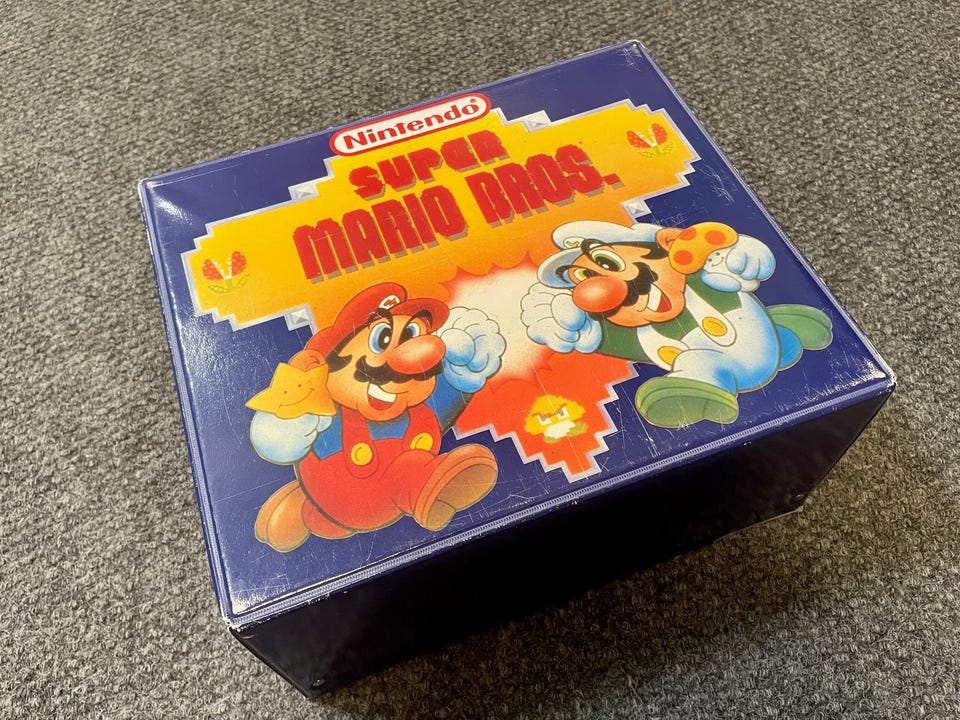 Nintendo®
SUPER
MARIO BROS.
M